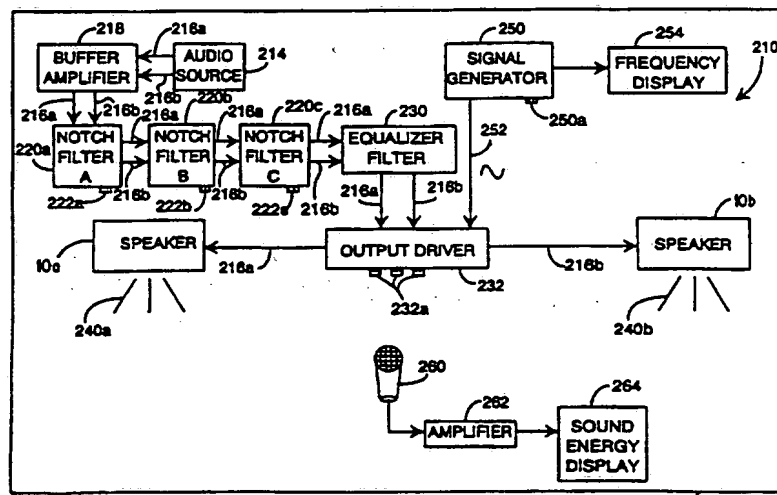 218
216a
BUFFER
AMPLIFIER
AUDIO
SOURCE
214
216b
216a
216b
216a
220b
216a
220c
216a
220a
NOTCH
FILTER
A
NOTCH
FILTER
B
NOTCH
FILTER
C
222a
216b
222b
216b
222c
216b
230
EQUALIZER
FILTER
216a
216b
250
SIGNAL
GENERATOR
250a
252
254
FREQUENCY
DISPLAY
210
SPEAKER
10a
240a
216a
OUTPUT DRIVER
232
232a
216b
10b
SPEAKER
240b
260
262
AMPLIFIER
264
SOUND
ENERGY
DISPLAY